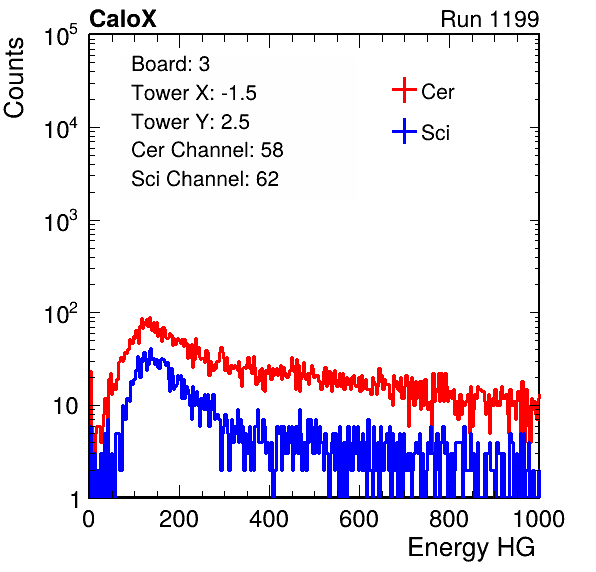 CaloX Run 1199
Counts
10^5
Board: 3
Tower X: -1.5
Tower Y: 2.5
Cer Channel: 58
Sci Channel: 62
Cer
Sci
10^4
10^3
10^2
10
1
0 200 400 600 800 1000
Energy HG